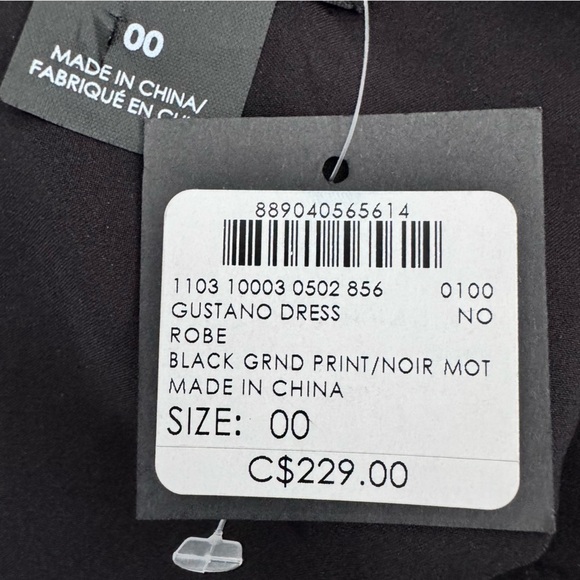 00
MADE IN CHINA/
FABRIQUÉ EN
889040565614
1103 10003 0502 856 0100
GUSTANO DRESS NO
ROBE
BLACK GRND PRINT/NOIR MOT
MADE IN CHINA
SIZE: 00
C$229.00